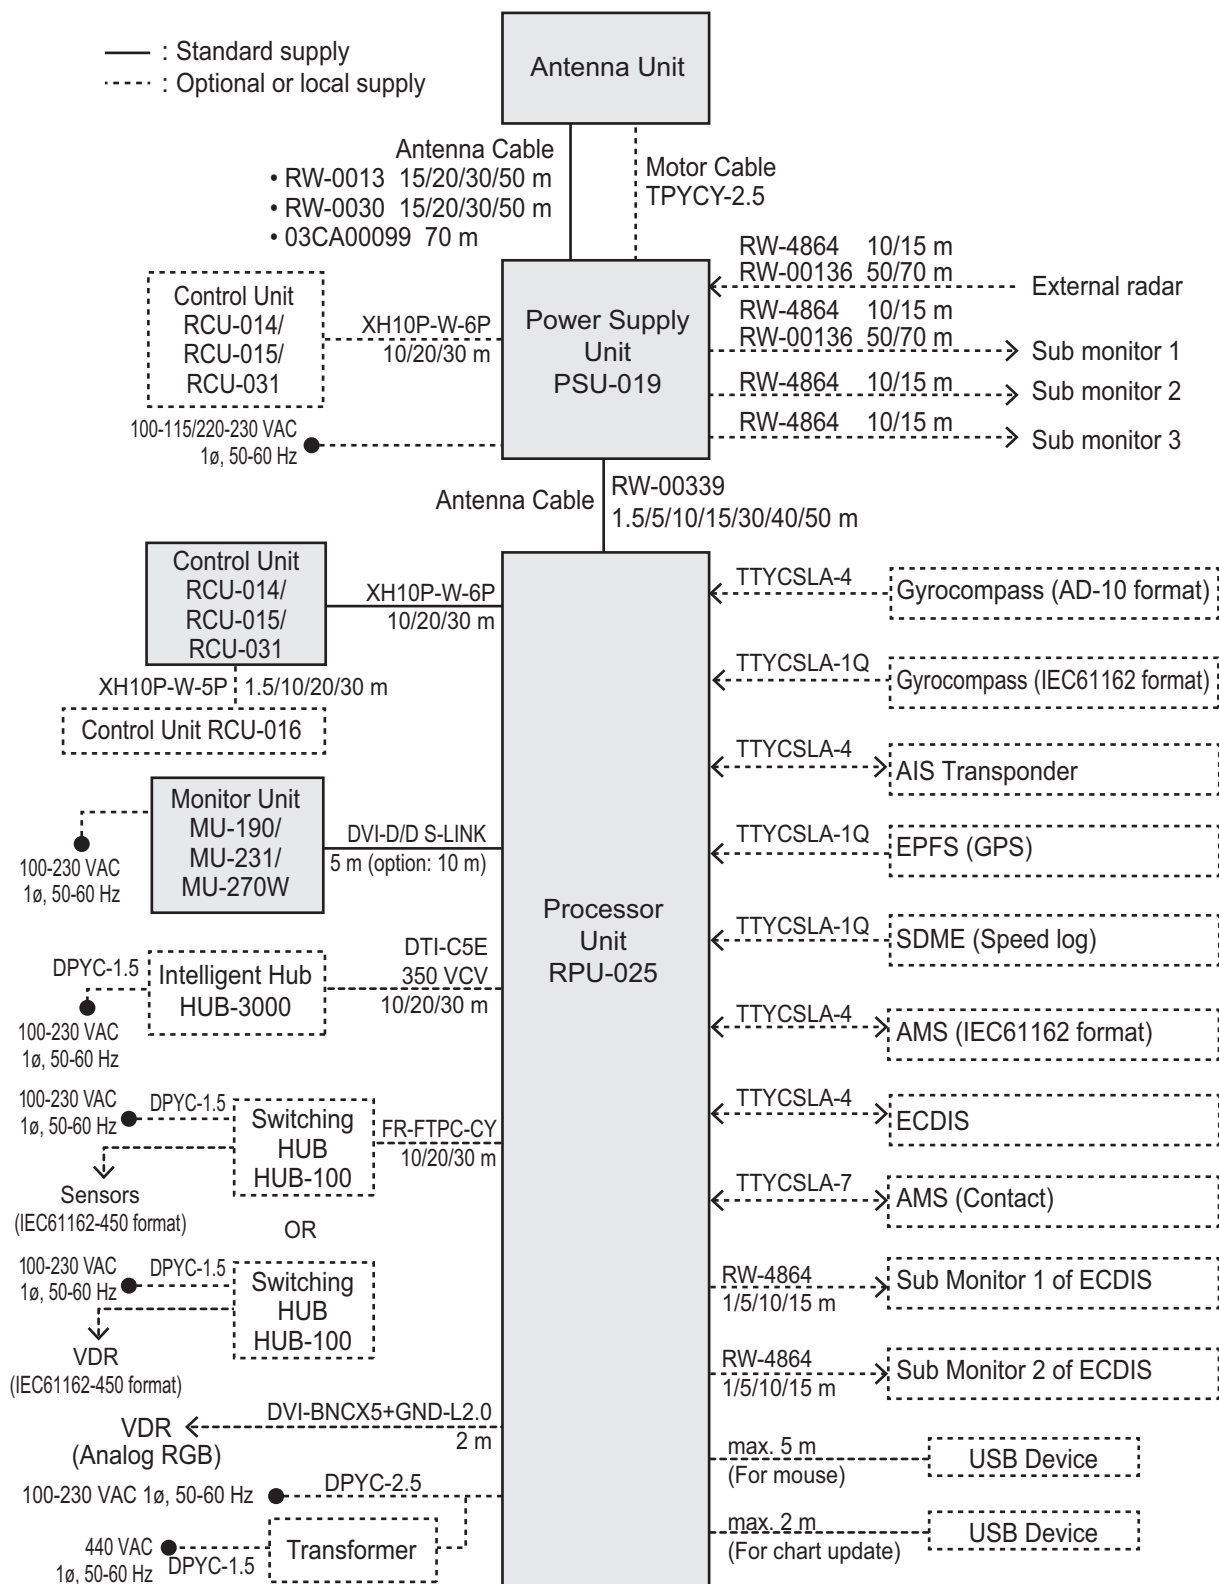 : Standard supply
: Optional or local supply
Antenna Unit
Antenna Cable
• RW-0013 15/20/30/50 m
• RW-0030 15/20/30/50 m
• 03CA00099 70 m
Motor Cable
TPYCY-2.5
Control Unit
RCU-014/
RCU-015/
RCU-031
XH10P-W-6P
10/20/30 m
100-115/220-230 VAC
1ø, 50-60 Hz
Power Supply
Unit
PSU-019
RW-4864 10/15 m
RW-00136 50/70 m
External radar
RW-4864 10/15 m
RW-00136 50/70 m
Sub monitor 1
RW-4864 10/15 m
Sub monitor 2
RW-4864 10/15 m
Sub monitor 3
Antenna Cable
RW-00339
1.5/5/10/15/30/40/50 m
Control Unit
RCU-014/
RCU-015/
RCU-031
XH10P-W-6P
10/20/30 m
XH10P-W-5P
1.5/10/20/30 m
Control Unit RCU-016
Monitor Unit
MU-190/
MU-231/
MU-270W
100-230 VAC
1ø, 50-60 Hz
DVI-D/D S-LINK
5 m (option: 10 m)
DPYC-1.5
Intelligent Hub
HUB-3000
100-230 VAC
1ø, 50-60 Hz
DTI-C5E
350 VCV
10/20/30 m
100-230 VAC
1ø, 50-60 Hz
DPYC-1.5
Switching
HUB
HUB-100
FR-FTPC-CY
10/20/30 m
Sensors
(IEC61162-450 format)
OR
100-230 VAC
1ø, 50-60 Hz
DPYC-1.5
Switching
HUB
HUB-100
VDR
(IEC61162-450 format)
VDR
(Analog RGB)
DVI-BNCX5+GND-L2.0
2 m
100-230 VAC 1ø, 50-60 Hz
DPYC-2.5
440 VAC
1ø, 50-60 Hz
DPYC-1.5
Transformer
Processor
Unit
RPU-025
TTYCSLA-4
Gyrocompass (AD-10 format)
TTYCSLA-1Q
Gyrocompass (IEC61162 format)
TTYCSLA-4
AIS Transponder
TTYCSLA-1Q
EPFS (GPS)
TTYCSLA-1Q
SDME (Speed log)
TTYCSLA-4
AMS (IEC61162 format)
TTYCSLA-4
ECDIS
TTYCSLA-7
AMS (Contact)
RW-4864
1/5/10/15 m
Sub Monitor 1 of ECDIS
RW-4864
1/5/10/15 m
Sub Monitor 2 of ECDIS
max. 5 m
(For mouse)
USB Device
max. 2 m
(For chart update)
USB Device